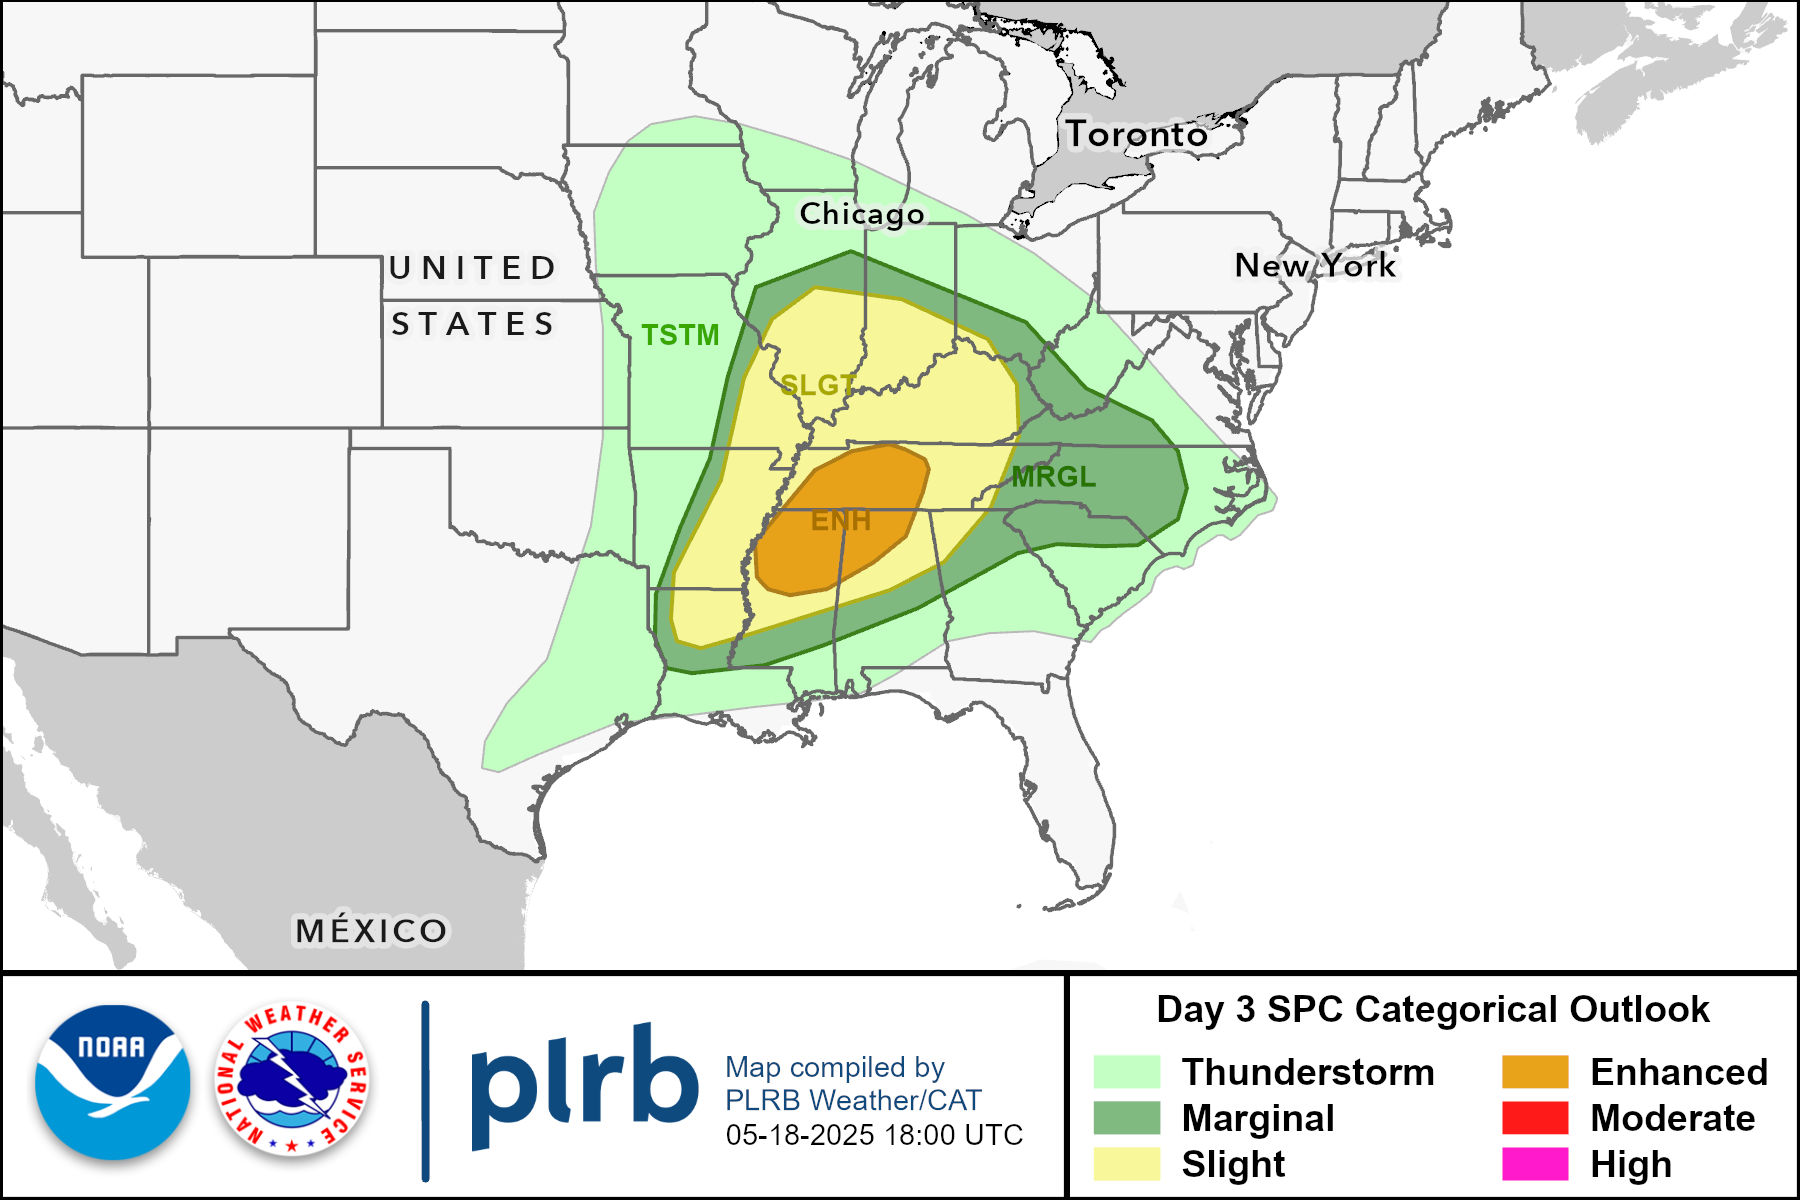 Toronto
Chicago
UNITED
STATES
New York
TSTM
SLGT
MRGL
ENH
MÉXICO
NOAA
NATIONAL WEATHER SERVICE
plrb
Map compiled by
PLRB Weather/CAT
05-18-2025 18:00 UTC
Day 3 SPC Categorical Outlook
Thunderstorm
Marginal
Slight
Enhanced
Moderate
High